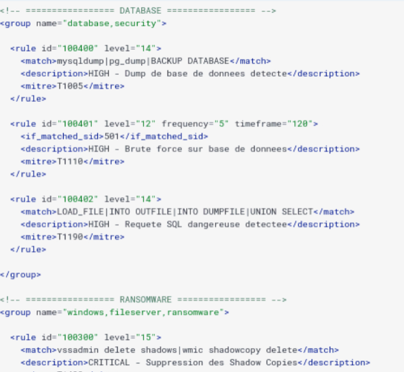 <!-- ================= DATABASE ================= -->
<group name="database,security">
<rule id="100400" level="14">
<match>mysqldump|pg_dump|BACKUP DATABASE</match>
<description>HIGH - Dump de base de donnees detecte</description>
<mitre>T1005</mitre>
</rule>
<rule id="100401" level="12" frequency="5" timeframe="120">
<if_matched_sid>501</if_matched_sid>
<description>HIGH - Brute force sur base de donnees</description>
<mitre>T1110</mitre>
</rule>
<rule id="100402" level="14">
<match>LOAD_FILE|INTO OUTFILE|INTO DUMPFILE|UNION SELECT</match>
<description>HIGH - Requete SQL dangereuse detectee</description>
<mitre>T1190</mitre>
</rule>
</group>
<!-- ================= RANSOMWARE ================= -->
<group name="windows,fileserver,ransomware">
<rule id="100300" level="15">
<match>vssadmin delete shadows|wmic shadowcopy delete</match>
<description>CRITICAL - Suppression des Shadow Copies</description>